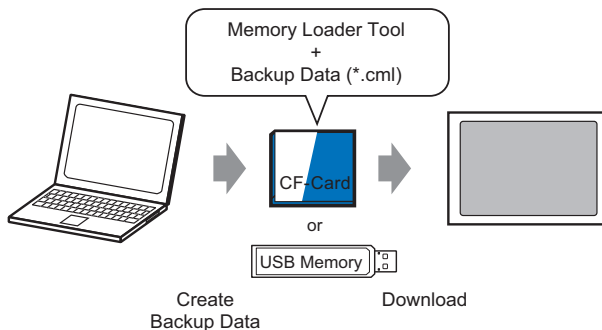 Memory Loader Tool
+
Backup Data (*.cml)
CF-Card
or
USB Memory
Create
Backup Data
Download